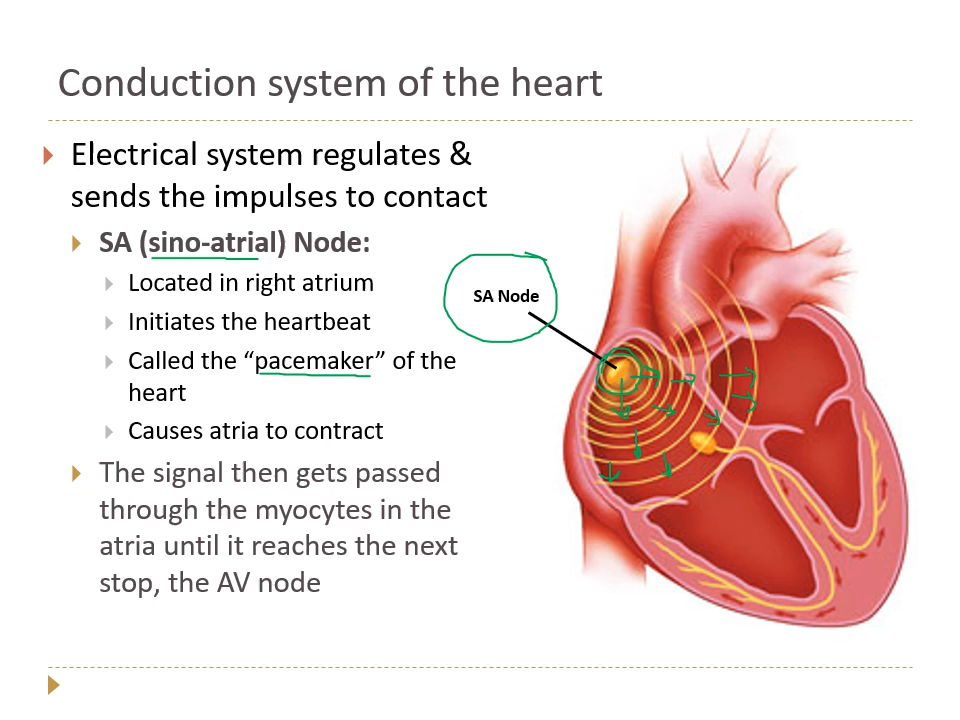 Conduction system of the heart
Electrical system regulates &
sends the impulses to contact
SA (sino-atrial) Node:
Located in right atrium
Initiates the heartbeat
Called the “pacemaker” of the
heart
Causes atria to contract
The signal then gets passed
through the myocytes in the
atria until it reaches the next
stop, the AV node
SA Node